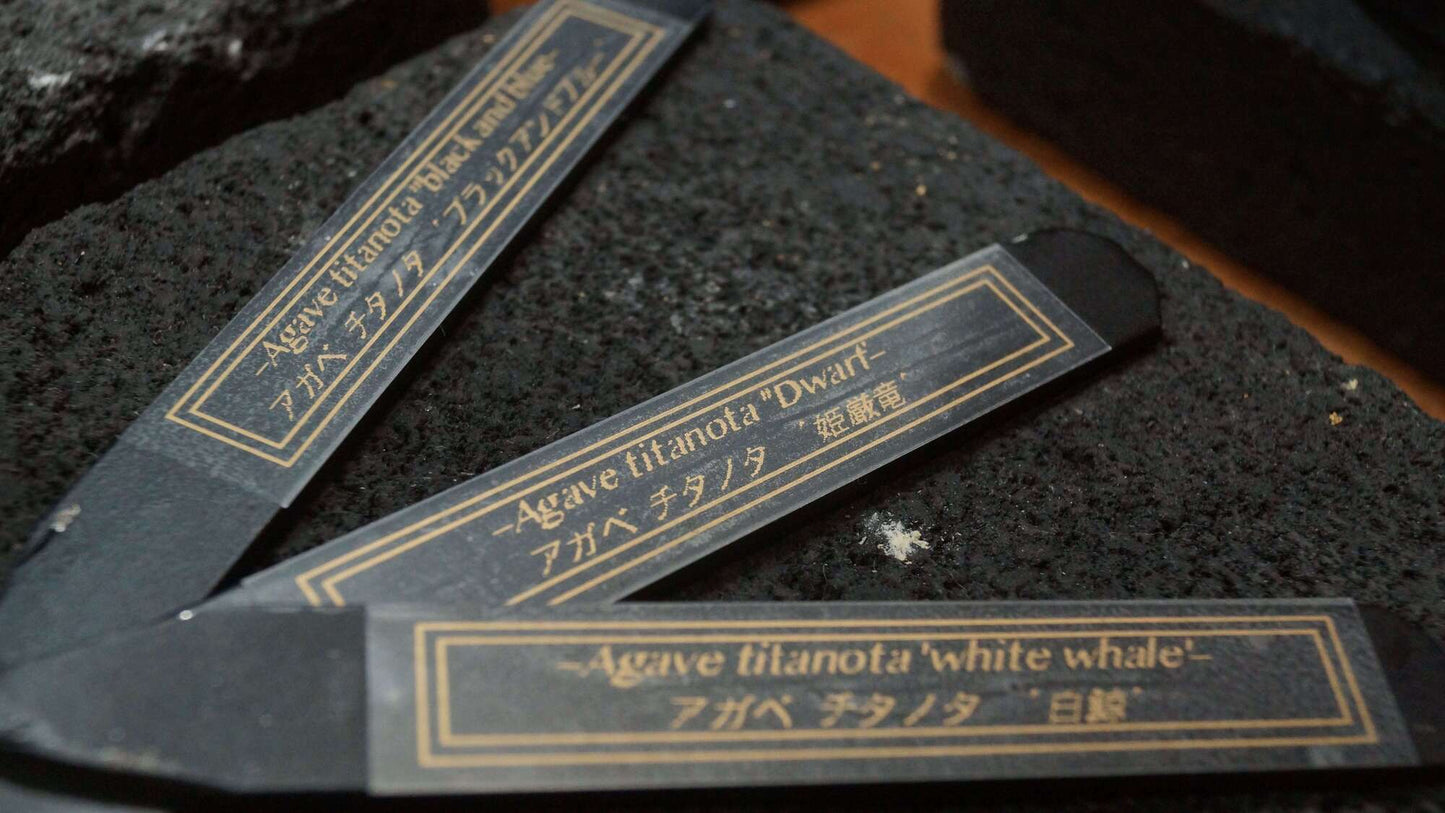 –Agave titanota "black and blue–
アガベ チタノタ ‘ブラックアンドブルー
–Agave titanota "Dwarf–
アガベ チタノタ ‘姫厳竜’
–Agave titanota 'white whale'–
アガベ チタノタ ‘白鯨’